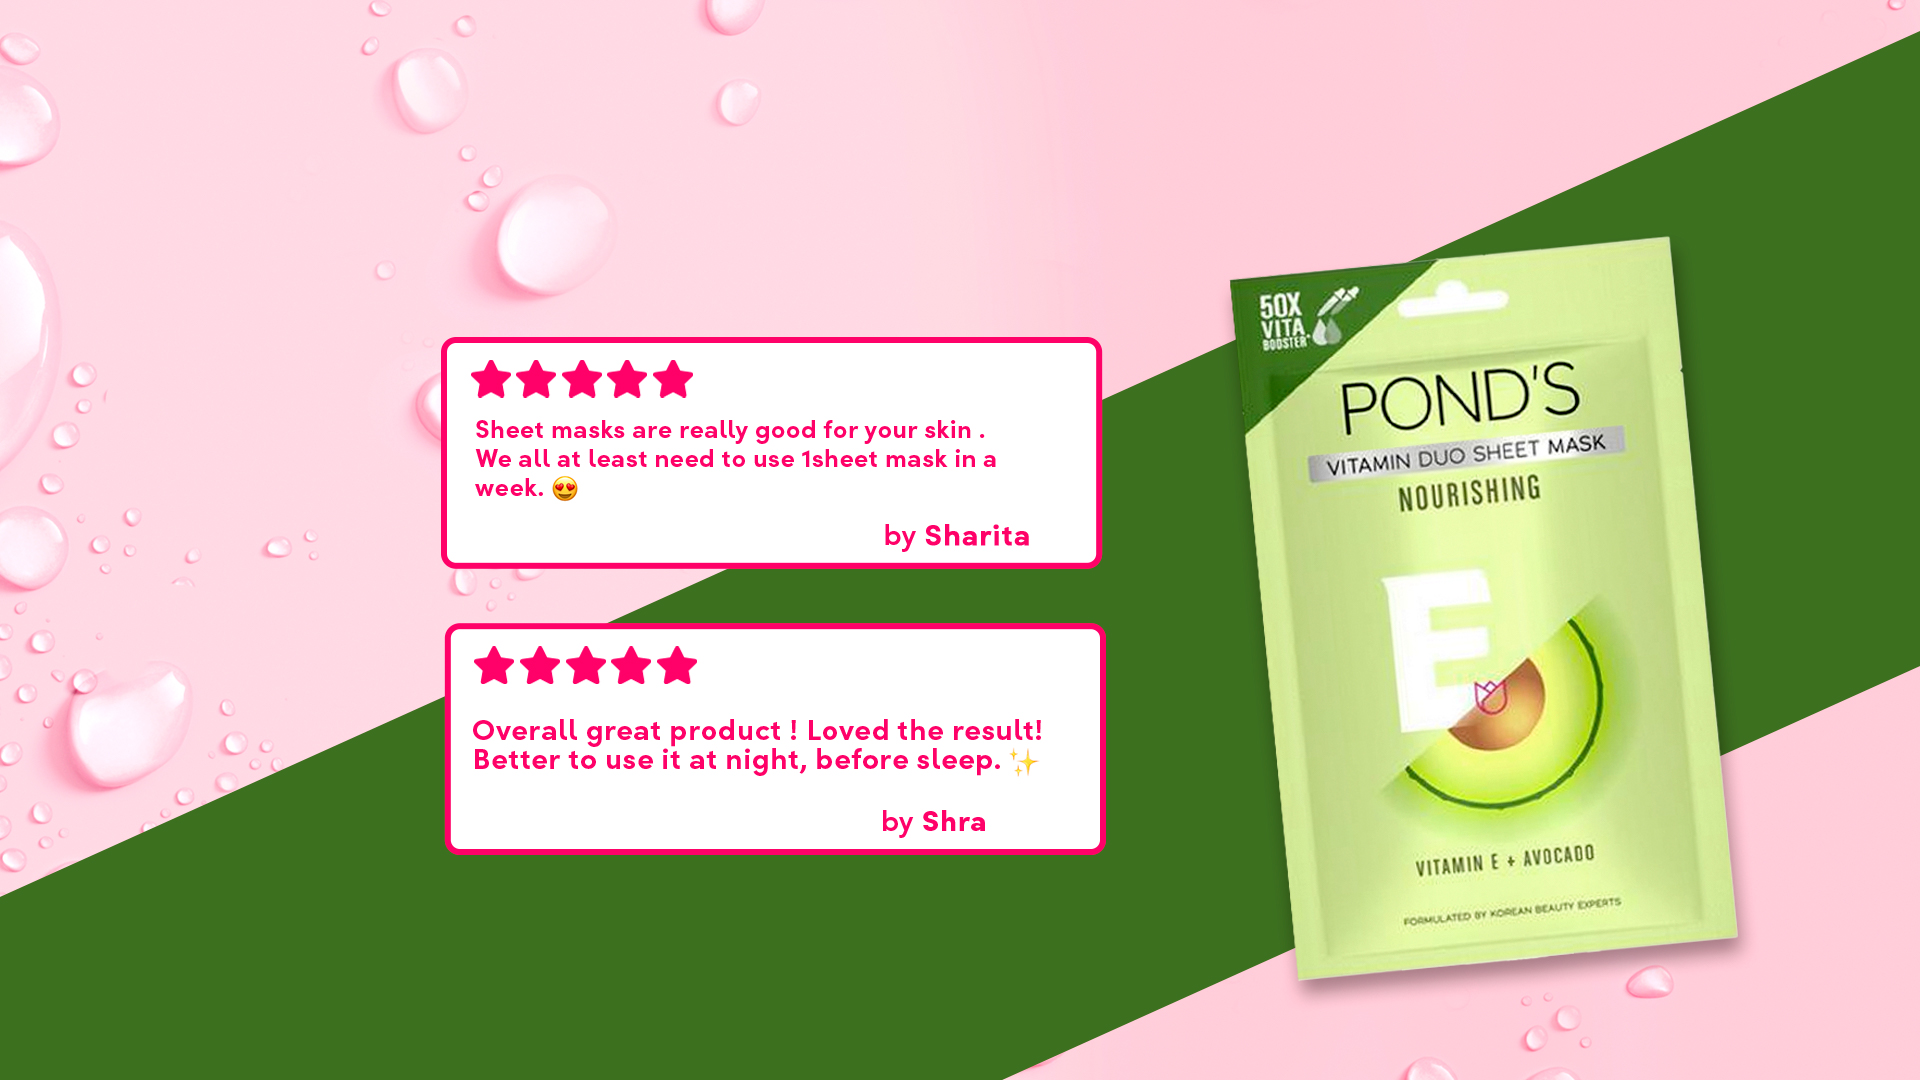 Sheet masks are really good for your skin .
We all at least need to use 1sheet mask in a
week. 😍
by Sharita
Overall great product ! Loved the result!
Better to use it at night, before sleep. ✨
by Shra
50X
VITA
BOOSTER*
POND'S
VITAMIN DUO SHEET MASK
NOURISHING
E
VITAMIN E + AVOCADO
FORMULATED BY KOREAN BEAUTY EXPERTS